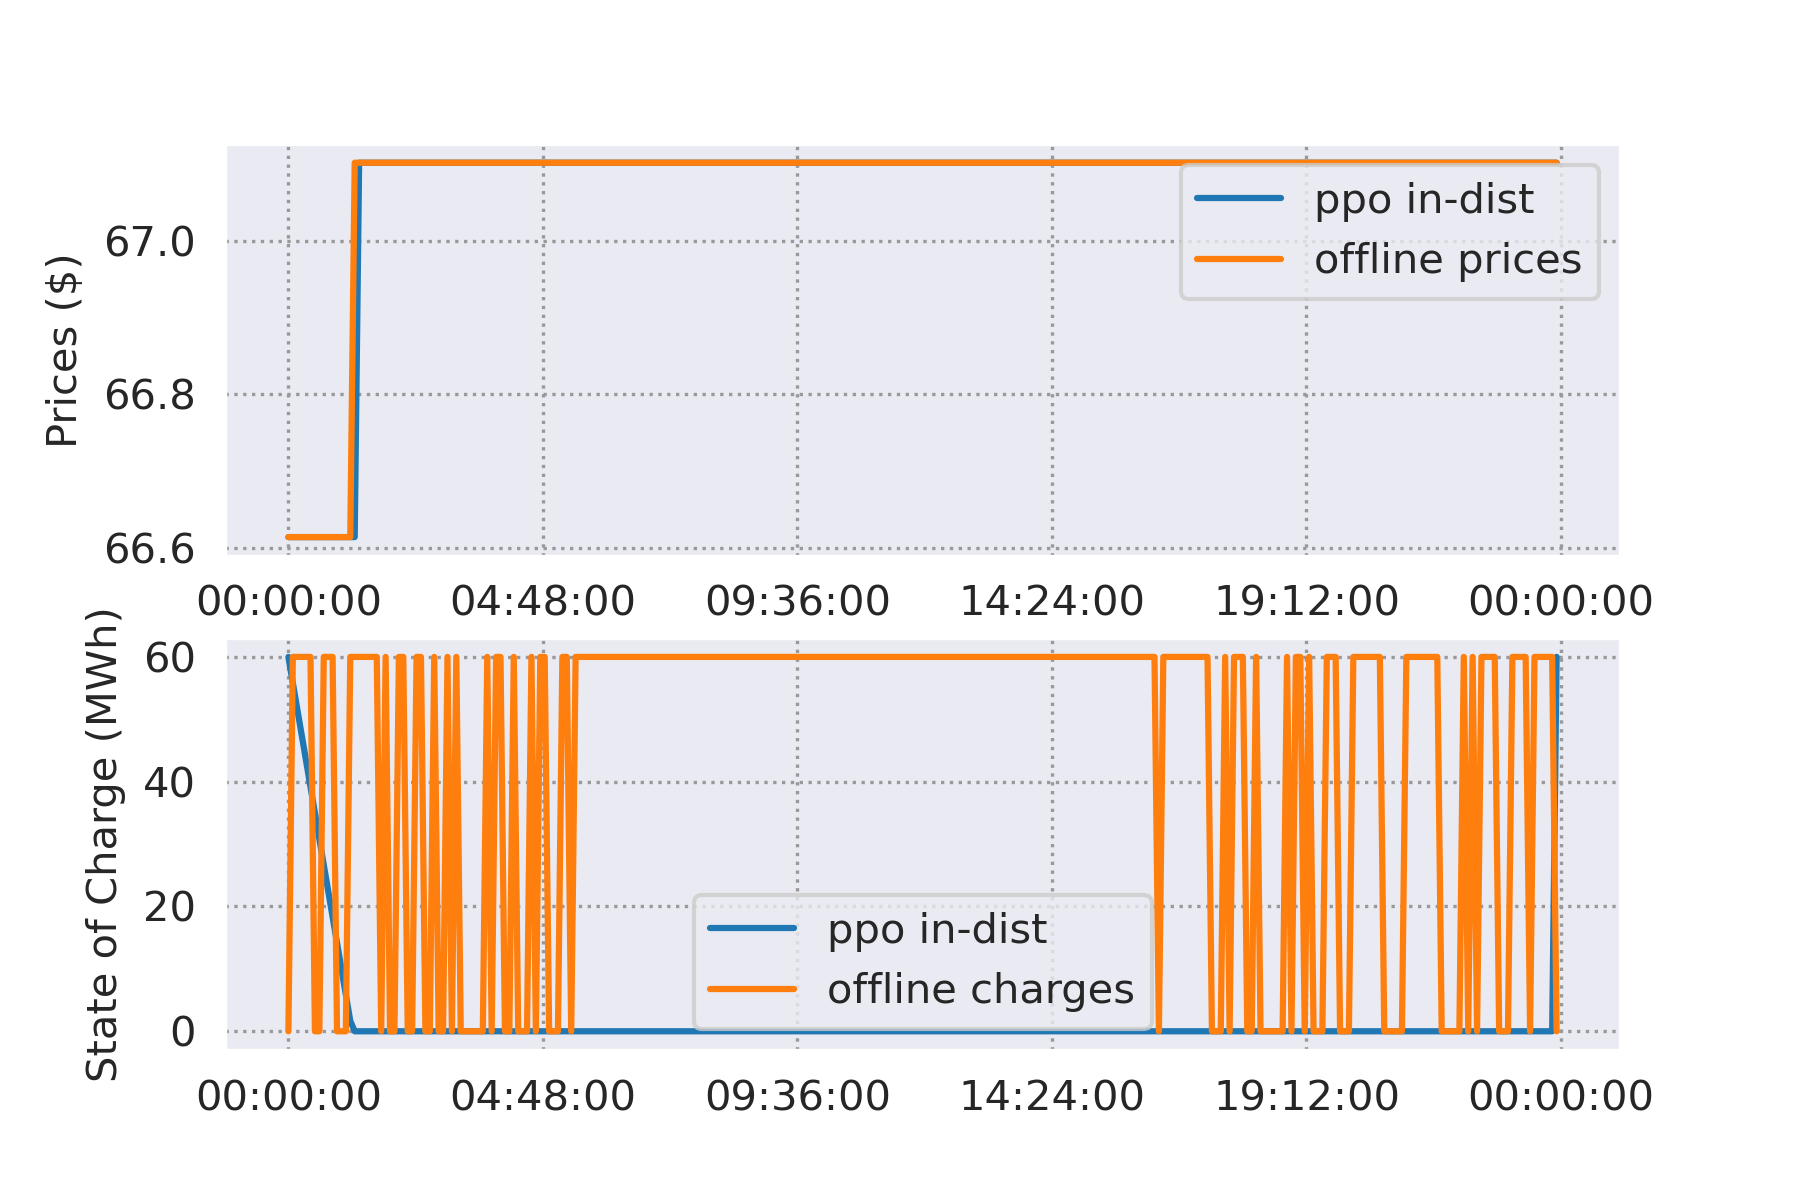 Prices ($)
67.0
66.8
66.6
ppo in-dist
offline prices
00:00:00 04:48:00 09:36:00 14:24:00 19:12:00 00:00:00
State of Charge (MWh)
60
40
20
0
ppo in-dist
offline charges
00:00:00 04:48:00 09:36:00 14:24:00 19:12:00 00:00:00